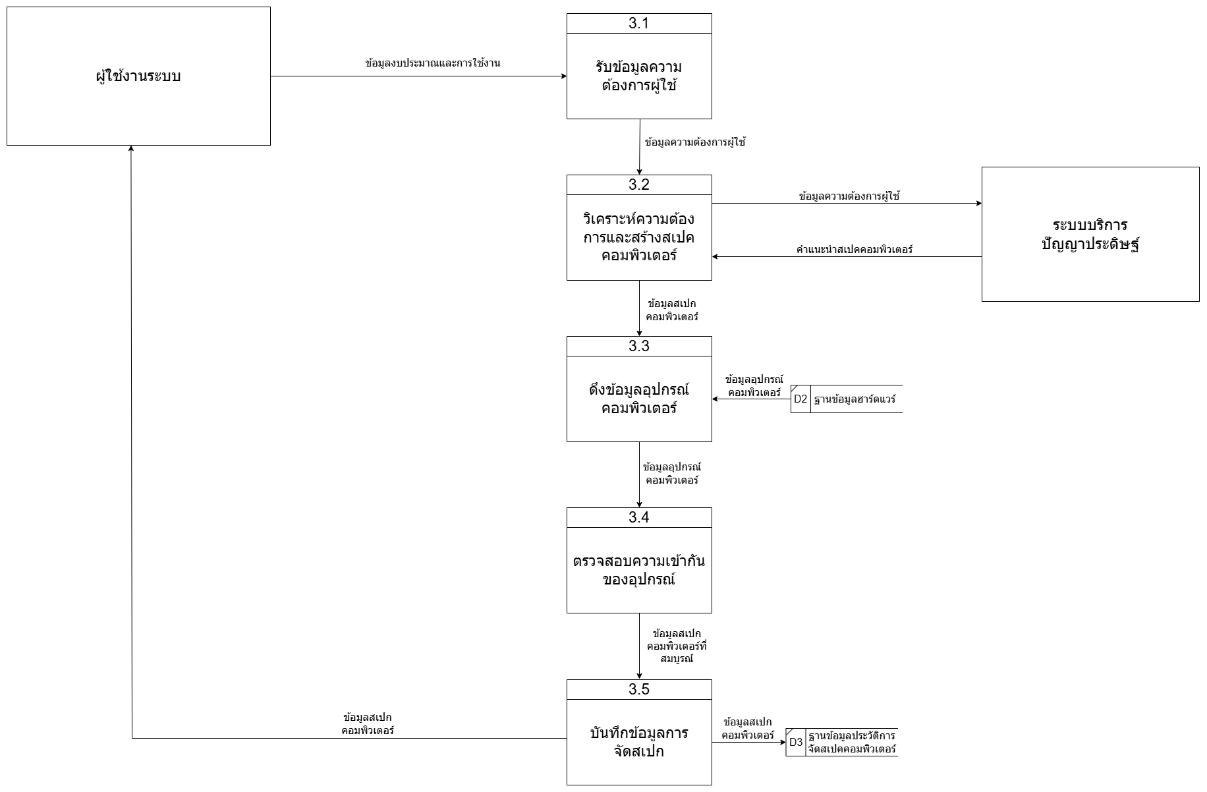 3.1
ผู้ใช้งานระบบ
ข้อมูลงบประมาณและการใช้งาน
รับข้อมูลความ
ต้องการผู้ใช้
ข้อมูลความต้องการผู้ใช้
3.2
วิเคราะห์ความต้อง
การและสร้างสเปค
คอมพิวเตอร์
ข้อมูลความต้องการผู้ใช้
คำแนะนำสเปคคอมพิวเตอร์
ระบบบริการ
ปัญญาประดิษฐ์
ข้อมูลสเปก
คอมพิวเตอร์
3.3
ดึงข้อมูลอุปกรณ์
คอมพิวเตอร์
ข้อมูลอุปกรณ์
คอมพิวเตอร์
D2 ฐานข้อมูลฮาร์ดแวร์
ข้อมูลอุปกรณ์
คอมพิวเตอร์
3.4
ตรวจสอบความเข้ากัน
ของอุปกรณ์
ข้อมูลสเปก
คอมพิวเตอร์ที่
สมบูรณ์
3.5
บันทึกข้อมูลการ
จัดสเปก
ข้อมูลสเปก
คอมพิวเตอร์
ข้อมูลสเปก
คอมพิวเตอร์
D3 ฐานข้อมูลประวัติการ
จัดสเปคคอมพิวเตอร์